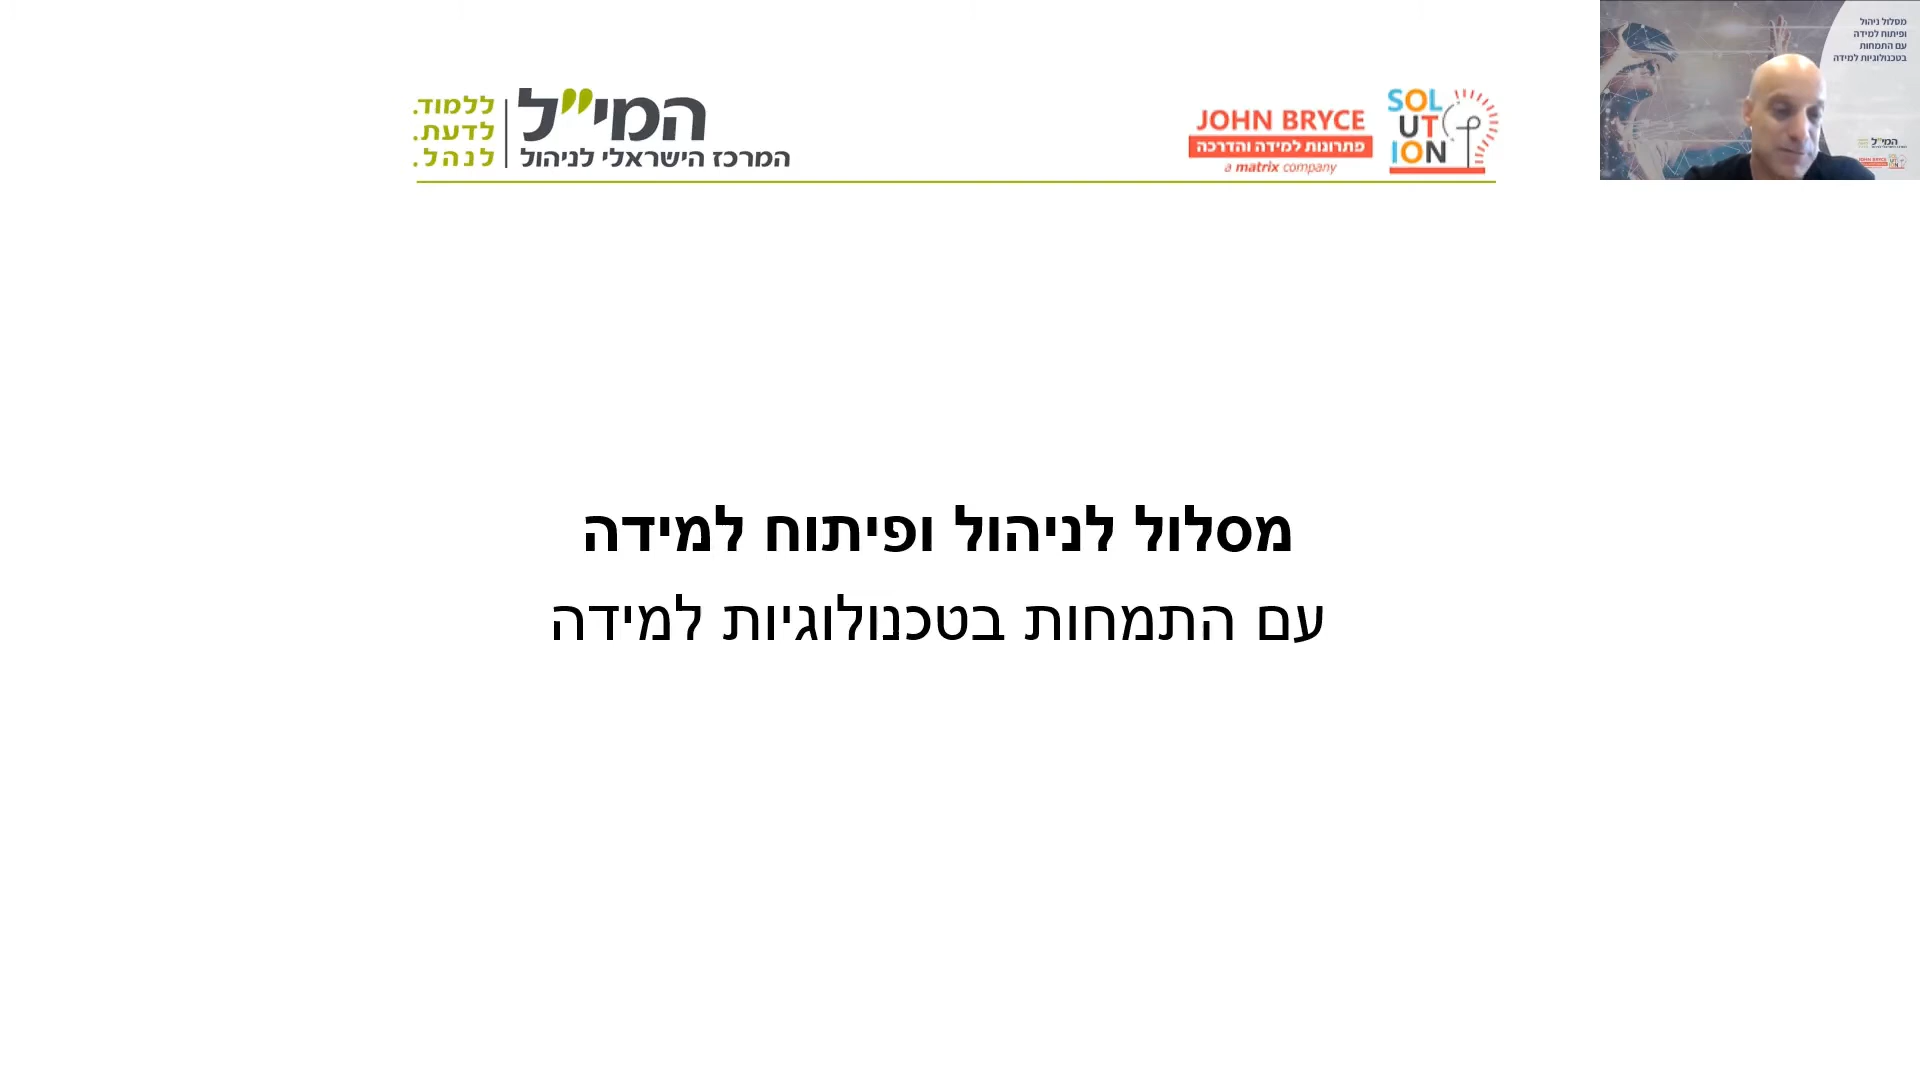 המי"ל
המרכז הישראלי לניהול
ללמוד.
לדעת.
לנהל.
JOHN BRYCE
פתרונות למידה והדרכה
a matrix company
SOL
UT
ION
מסלול ניהול
ופיתוח למידה
עם התמחות
בטכנולוגיות למידה
המי"ל
מסלול לניהול ופיתוח למידה
עם התמחות בטכנולוגיות למידה